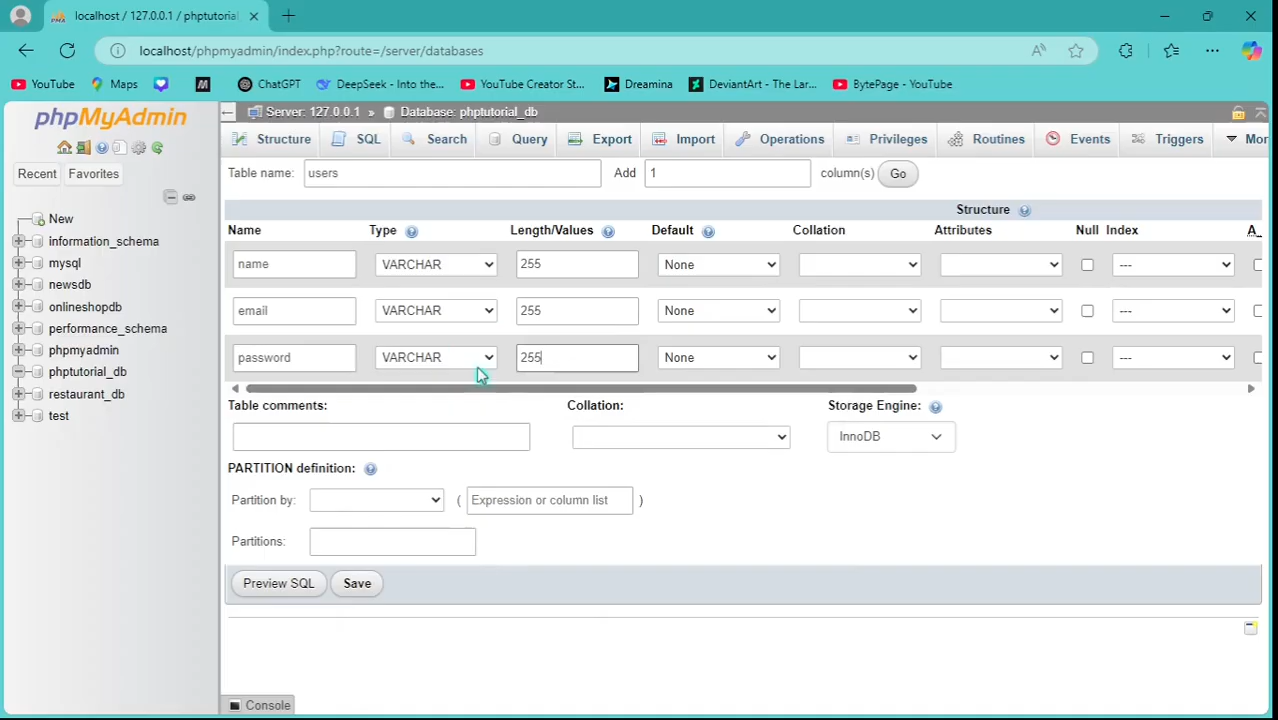 localhost / 127.0.0.1 / phptutorial
localhost/phpmyadmin/index.php?route=/server/databases
YouTube Maps ChatGPT DeepSeek - Into the... YouTube Creator St... Dreamina DeviantArt - The Lar... BytePage - YouTube
phpMyAdmin
Recent Favorites
New
information_schema
mysql
newsdb
onlineshopdb
performance_schema
phpmyadmin
phptutorial_db
restaurant_db
test
Server: 127.0.0.1 » Database: phptutorial_db
Structure SQL Search Query Export Import Operations Privileges Routines Events Triggers Mor
Table name: users Add 1 column(s) Go
Structure
Name Type Length/Values Default Collation Attributes Null Index A_
name VARCHAR 255 None ---
email VARCHAR 255 None ---
password VARCHAR 255 None ---
Table comments: Collation: Storage Engine:
InnoDB
PARTITION definition:
Partition by: ( Expression or column list )
Partitions:
Preview SQL Save
Console